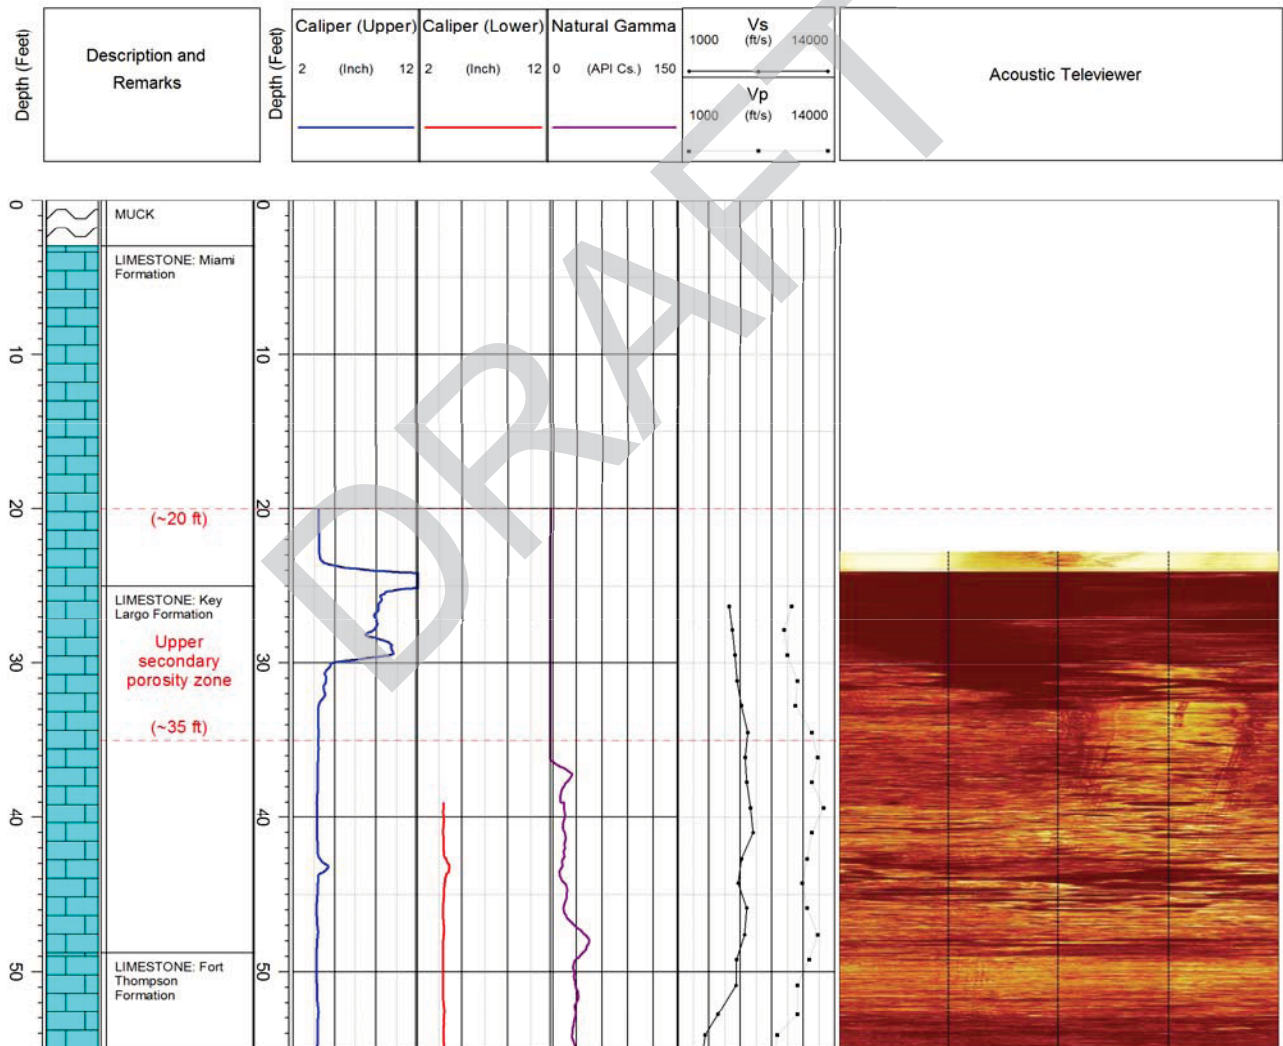 Depth (Feet)
Description and
Remarks
Depth (Feet)
Caliper (Upper)
2 (Inch) 12
Caliper (Lower)
2 (Inch) 12
Natural Gamma
0 (API Cs.) 150
Vs
1000 (ft/s) 14000
Vp
1000 (ft/s) 14000
Acoustic Televiewer
DRAFT
0
10
20
30
40
50
MUCK
LIMESTONE: Miami
Formation
(~20 ft)
LIMESTONE: Key
Largo Formation
Upper
secondary
porosity zone
(~35 ft)
LIMESTONE: Fort
Thompson
Formation
0
10
20
30
40
50